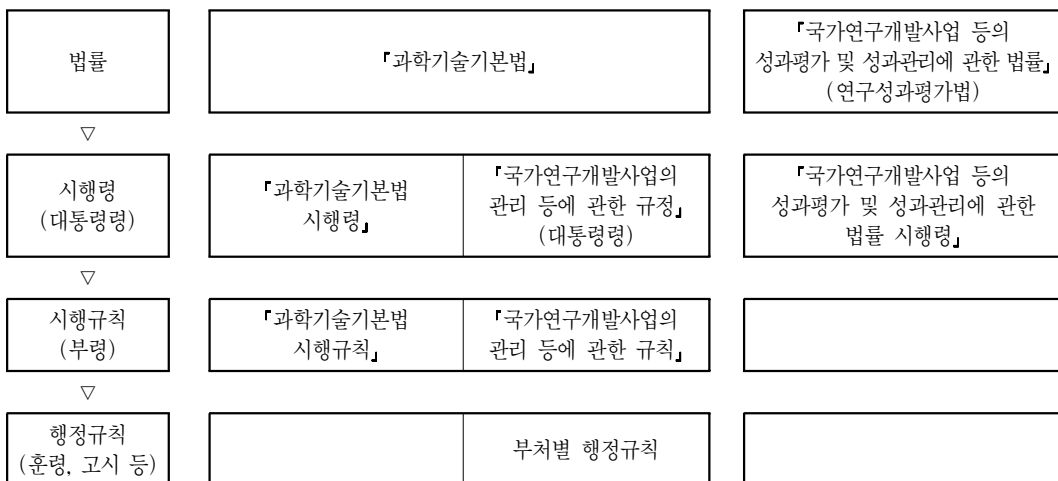 법률
『과학기술기본법』
『국가연구개발사업 등의
성과평가 및 성과관리에 관한 법률』
(연구성과평가법)
▽
시행령
(대통령령)
『과학기술기본법
시행령』
『국가연구개발사업의
관리 등에 관한 규정』
(대통령령)
『국가연구개발사업 등의
성과평가 및 성과관리에 관한
법률 시행령』
▽
시행규칙
(부령)
『과학기술기본법
시행규칙』
『국가연구개발사업의
관리 등에 관한 규칙』
▽
행정규칙
(훈령, 고시 등)
부처별 행정규칙